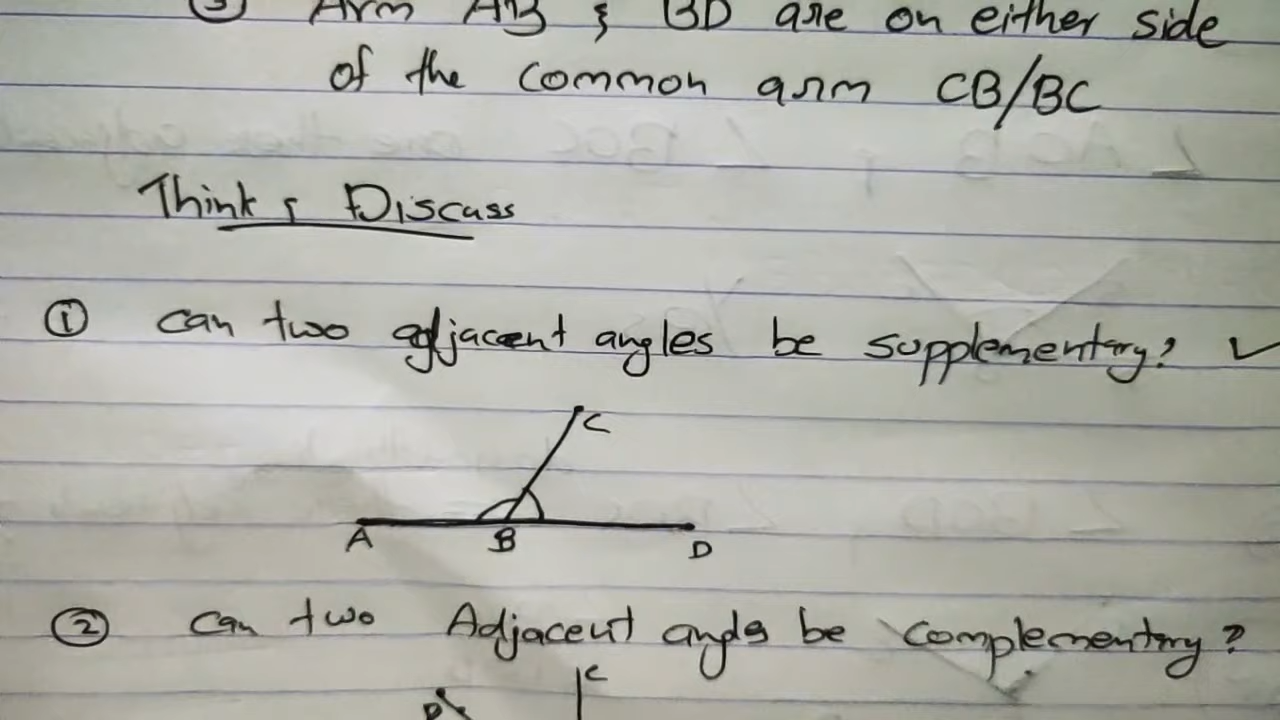 ③ Arm AB & BD are on either side
of the common arm CB/BC
Think & Discuss
① can two adjacent angles be supplementary? ✓
C
A B D
② can two Adjacent angles be complementary?
C
D